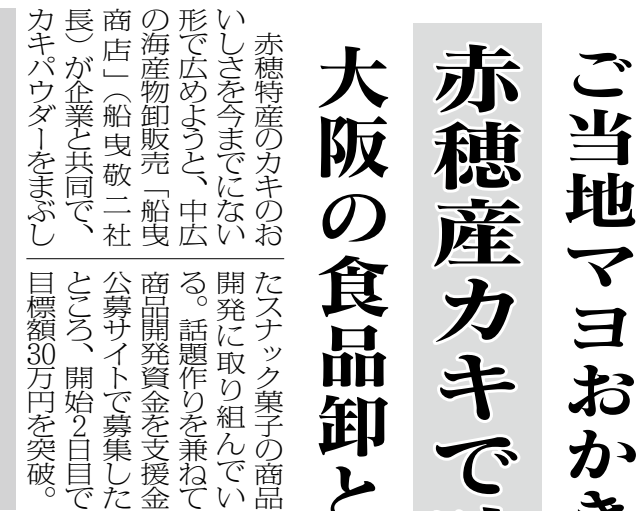 ご当地マヨおかき
赤穂産カキで
大阪の食品卸と
赤穂特産のカキのお
いしさを今までにない
形で広めようと、中広
の海産物卸販売「船曳
商店」（船曳敬二社
長）が企業と共同で、
カキパウダーをまぶし
たスナック菓子の商品
開発に取り組んでい
る。話題作りを兼ねて
商品開発資金を支援金
公募サイトで募集した
ところ、開始２日目で
目標額30万円を突破。